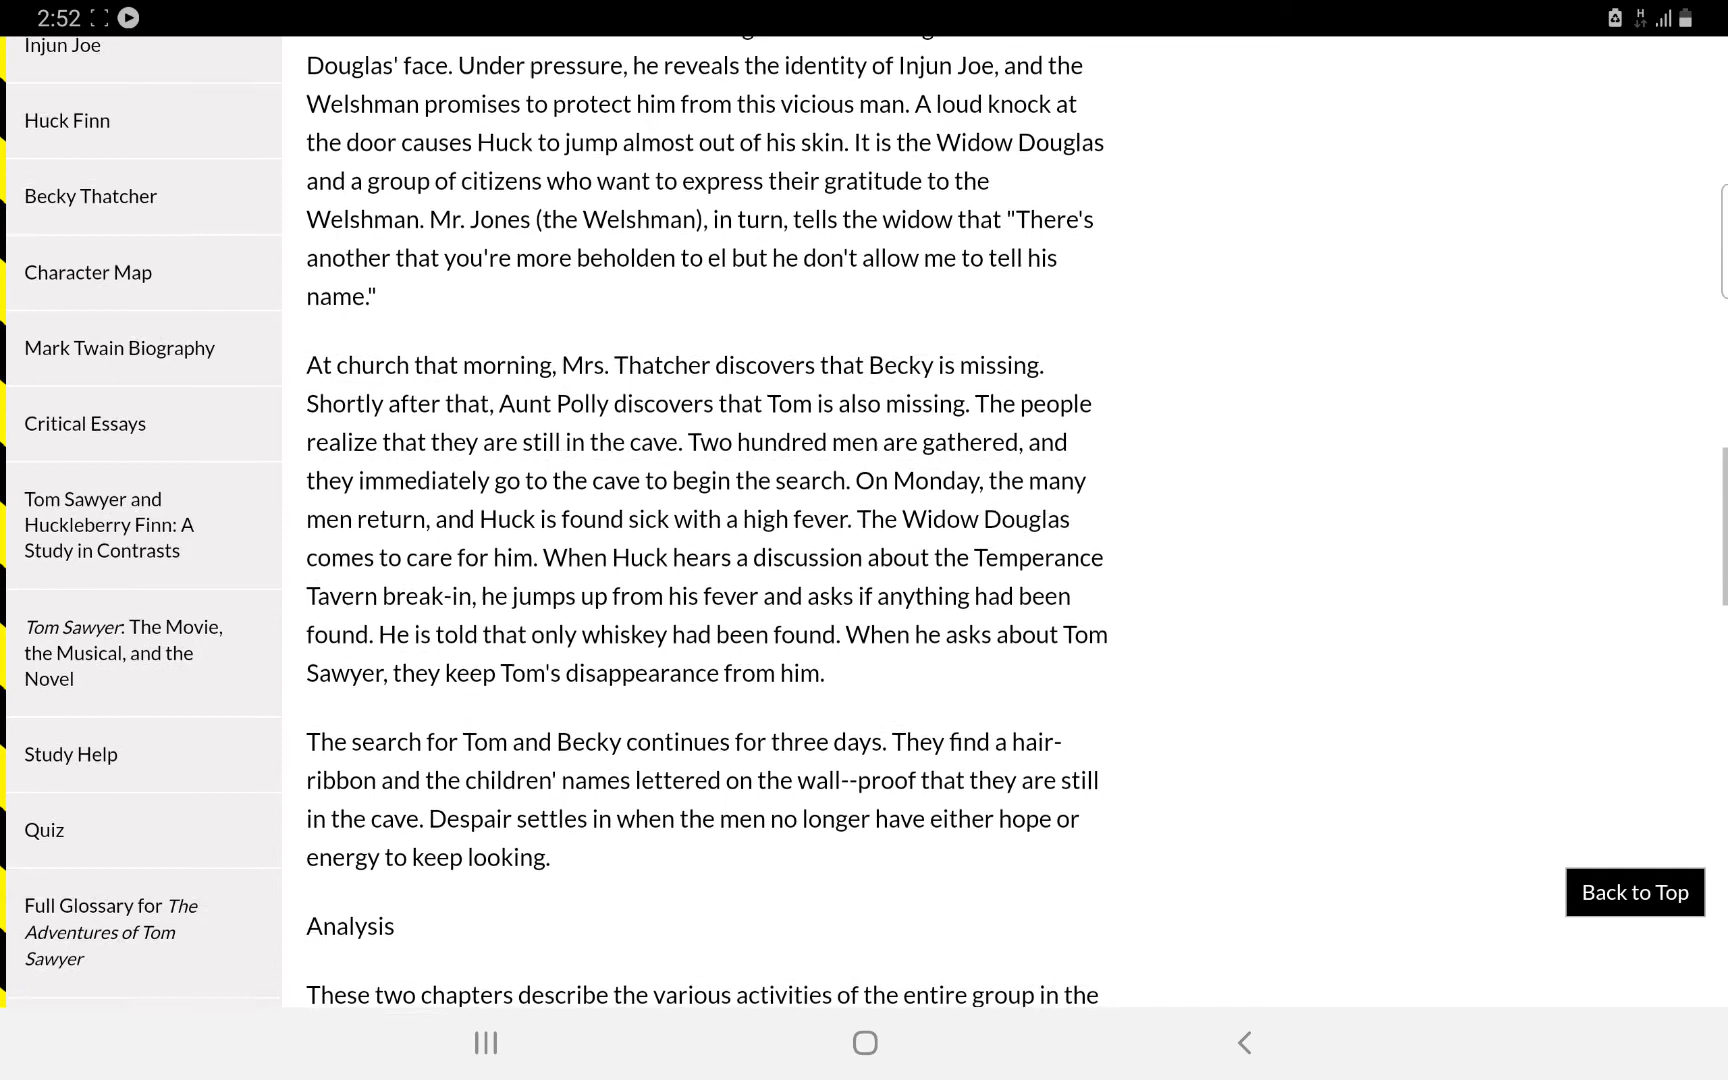 2:52
H
Injun Joe
Huck Finn
Becky Thatcher
Character Map
Mark Twain Biography
Critical Essays
Tom Sawyer and
Huckleberry Finn: A
Study in Contrasts
Tom Sawyer: The Movie,
the Musical, and the
Novel
Study Help
Quiz
Full Glossary for The
Adventures of Tom
Sawyer
Douglas' face. Under pressure, he reveals the identity of Injun Joe, and the
Welshman promises to protect him from this vicious man. A loud knock at
the door causes Huck to jump almost out of his skin. It is the Widow Douglas
and a group of citizens who want to express their gratitude to the
Welshman. Mr. Jones (the Welshman), in turn, tells the widow that "There's
another that you're more beholden to el but he don't allow me to tell his
name."
At church that morning, Mrs. Thatcher discovers that Becky is missing.
Shortly after that, Aunt Polly discovers that Tom is also missing. The people
realize that they are still in the cave. Two hundred men are gathered, and
they immediately go to the cave to begin the search. On Monday, the many
men return, and Huck is found sick with a high fever. The Widow Douglas
comes to care for him. When Huck hears a discussion about the Temperance
Tavern break-in, he jumps up from his fever and asks if anything had been
found. He is told that only whiskey had been found. When he asks about Tom
Sawyer, they keep Tom's disappearance from him.
The search for Tom and Becky continues for three days. They find a hair-
ribbon and the children' names lettered on the wall--proof that they are still
in the cave. Despair settles in when the men no longer have either hope or
energy to keep looking.
Analysis
These two chapters describe the various activities of the entire group in the
Back to Top